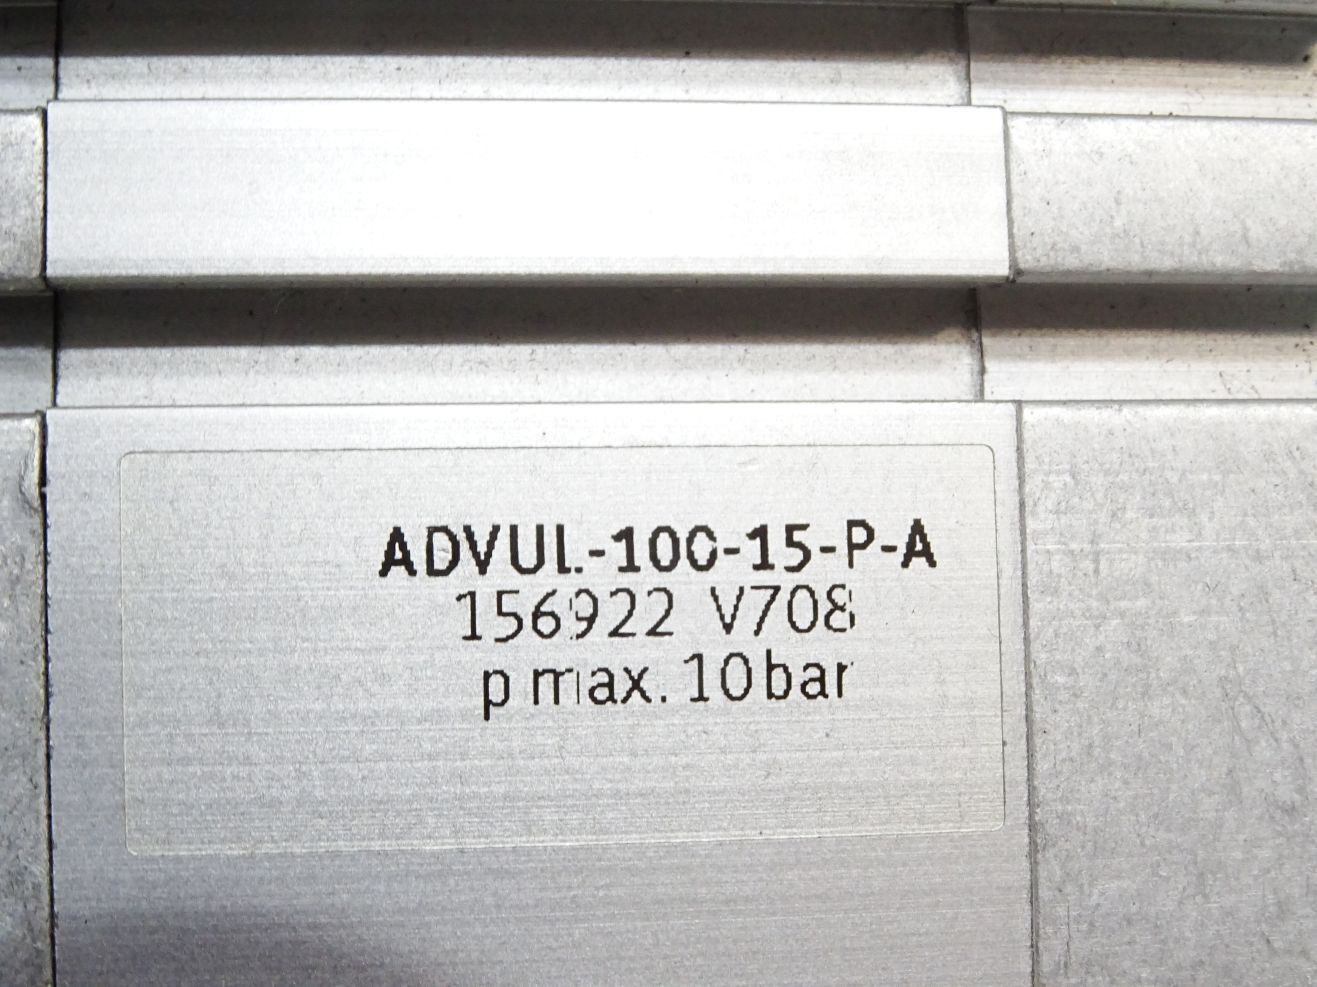 ADVUL-100-15-P-A
156922 V708
p max. 10bar